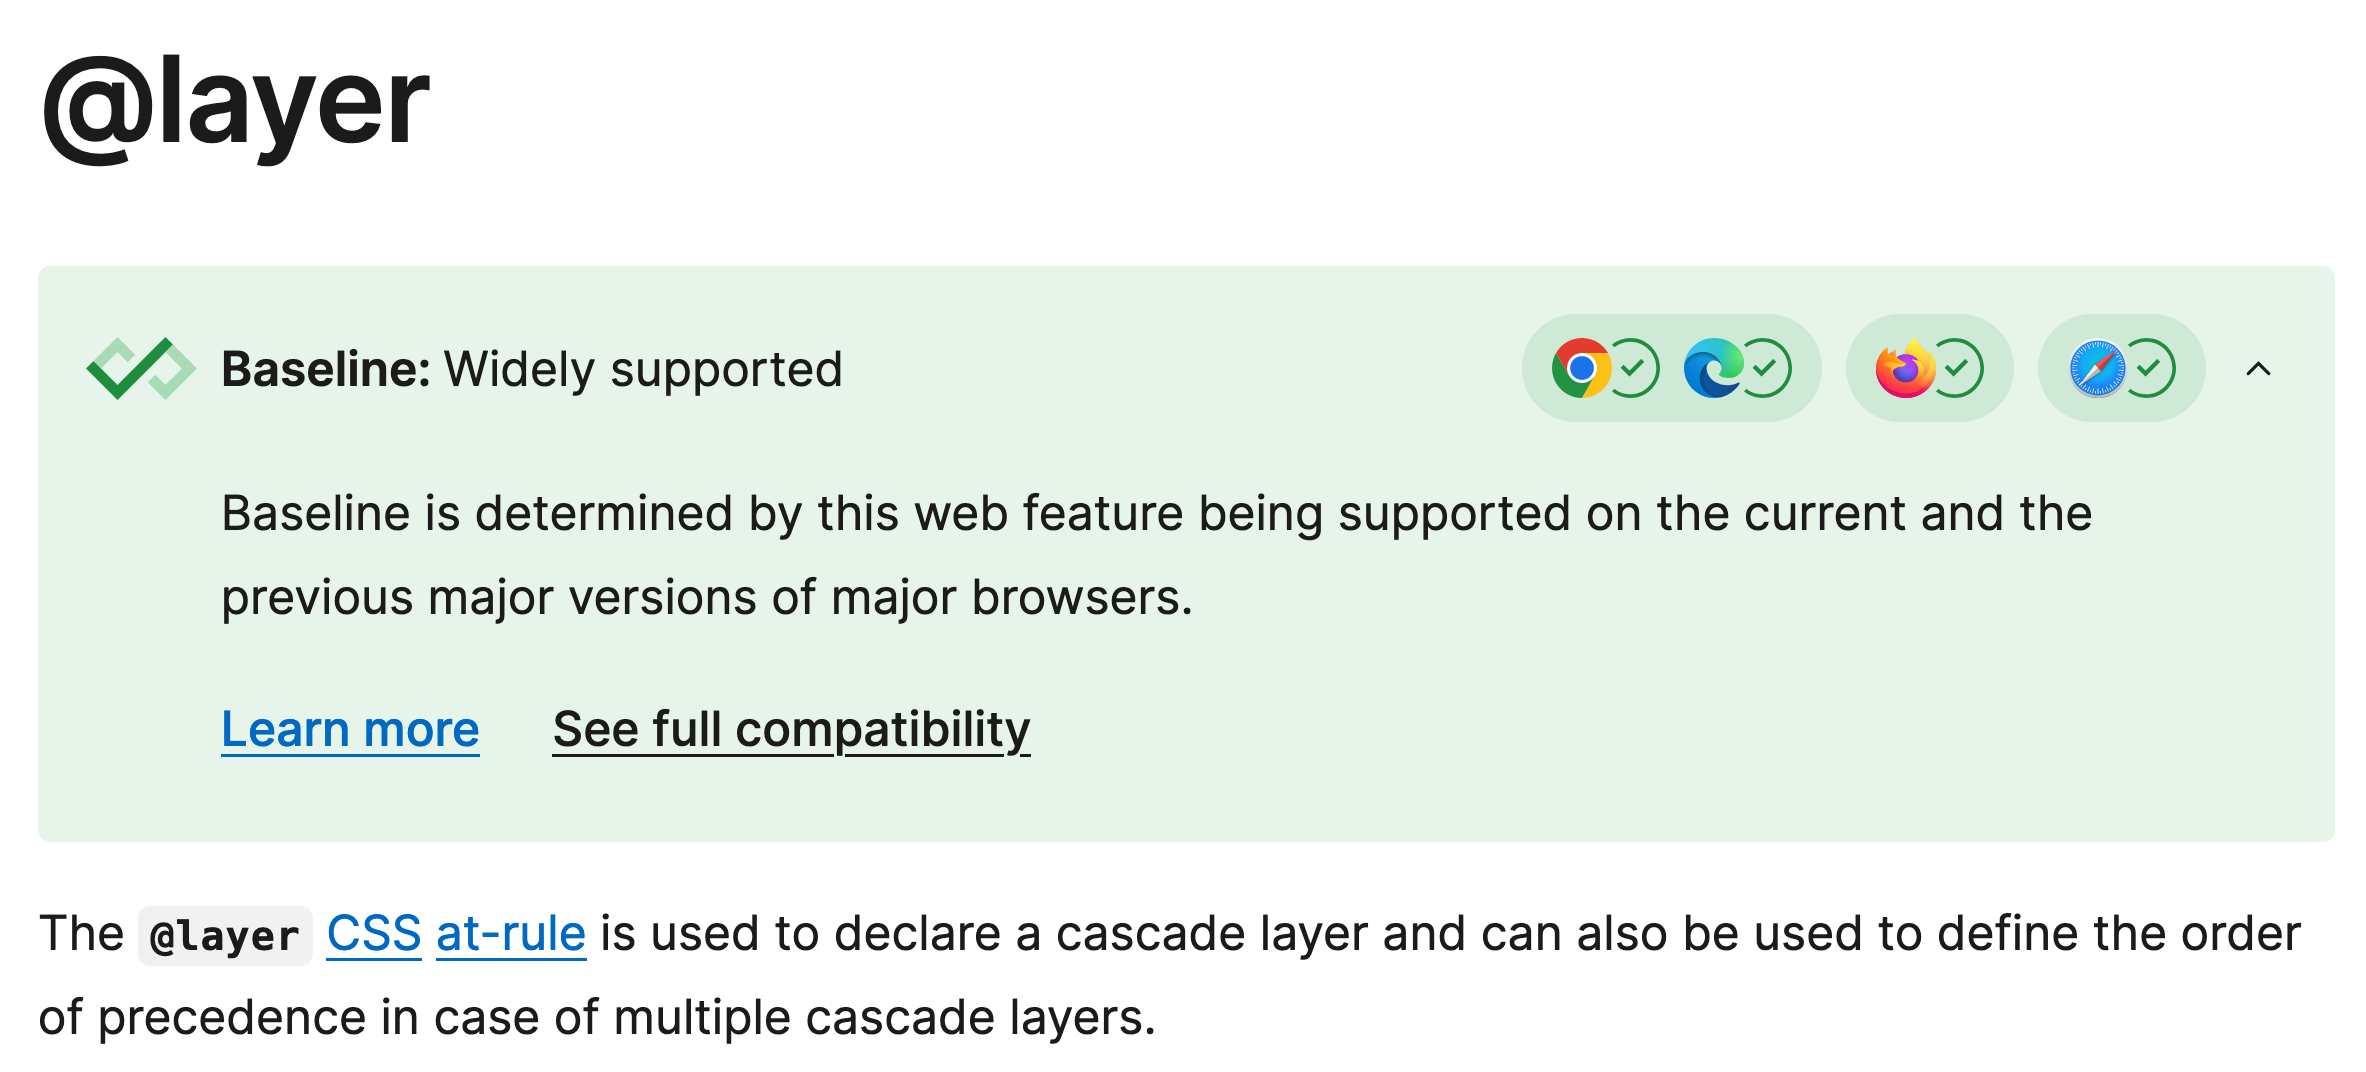 @layer
Baseline: Widely supported
Baseline is determined by this web feature being supported on the current and the
previous major versions of major browsers.
Learn more See full compatibility
The @layer CSS at-rule is used to declare a cascade layer and can also be used to define the order
of precedence in case of multiple cascade layers.